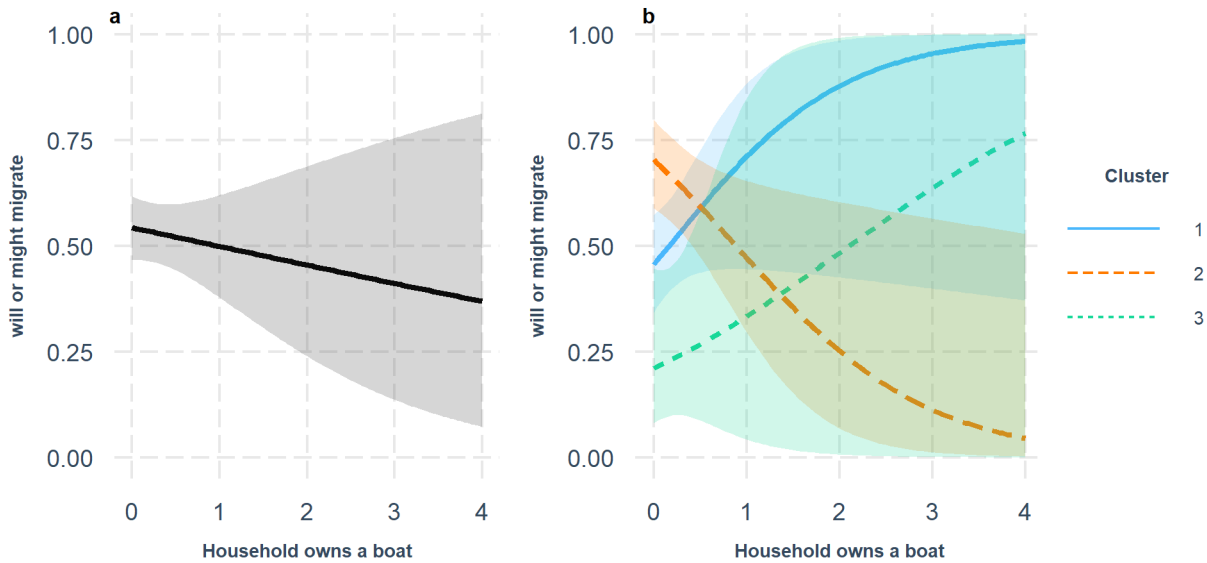 a
will or might migrate
1.00
0.75
0.50
0.25
0.00
0 1 2 3 4
Household owns a boat
b
will or might migrate
1.00
0.75
0.50
0.25
0.00
0 1 2 3 4
Household owns a boat
Cluster
1
2
3